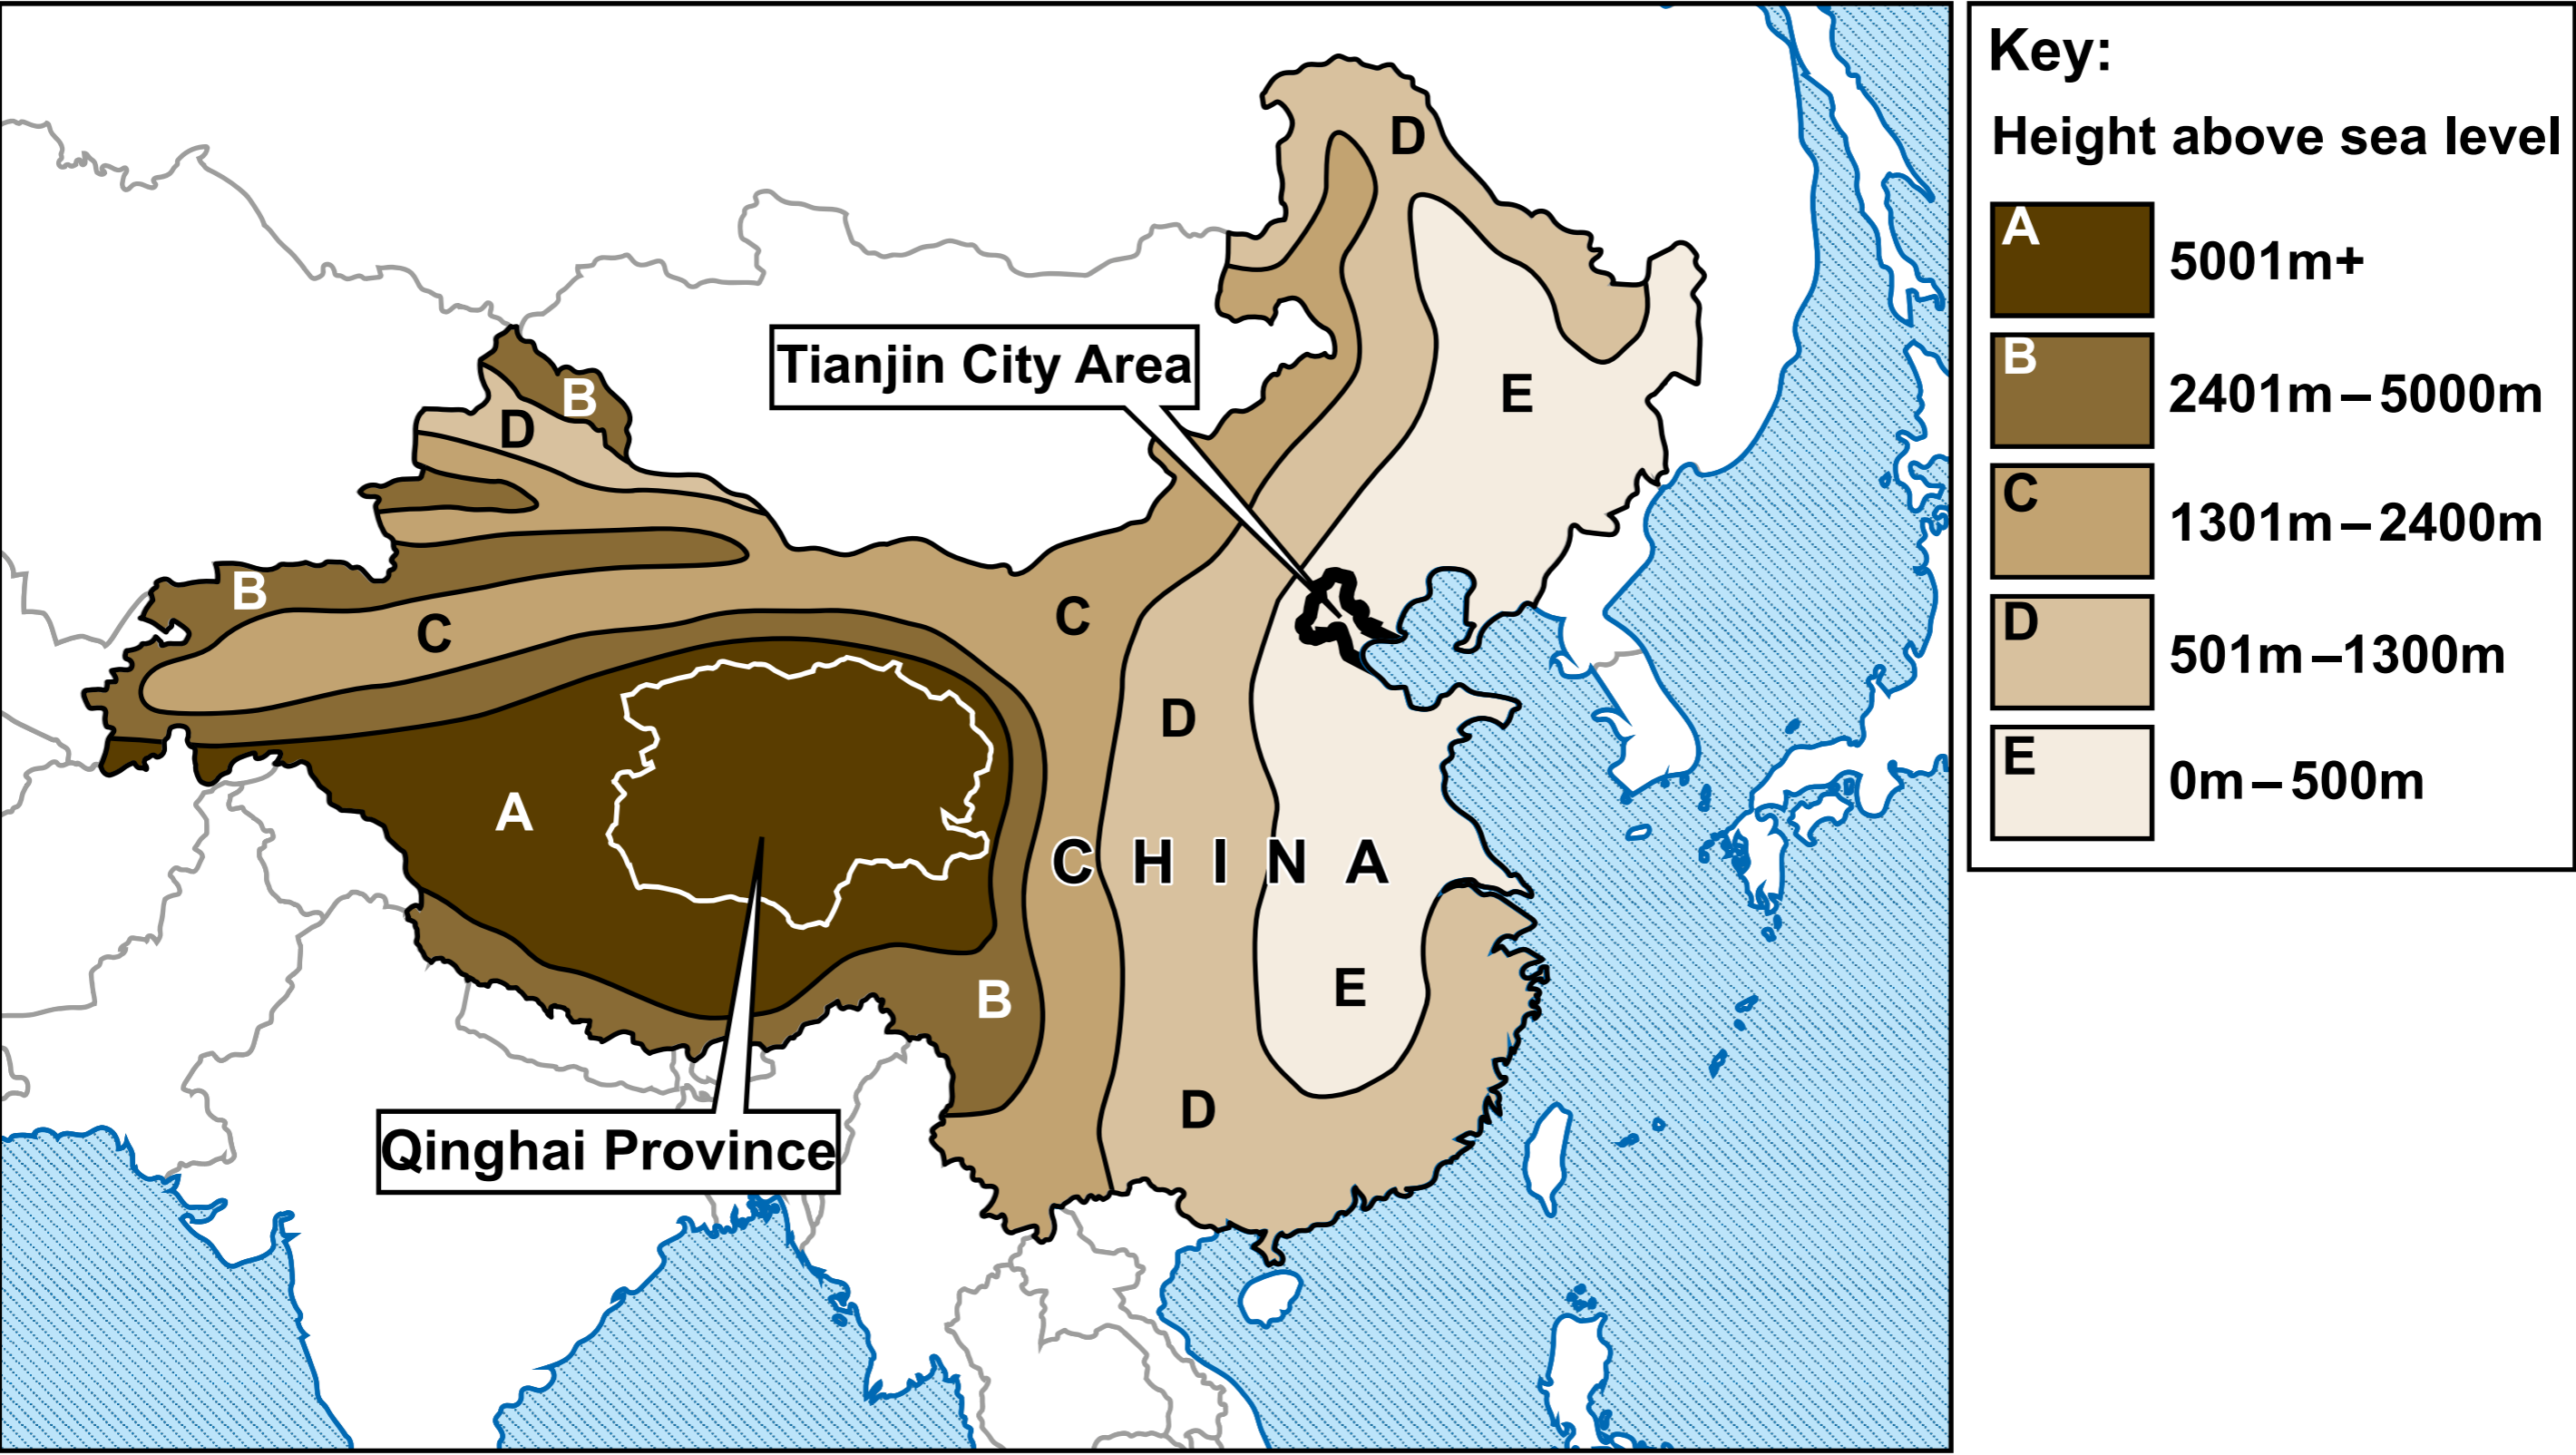 D
E
Tianjin City Area
B
D
B
C
C
D
A
C H I N A
E
B
D
Qinghai Province
Key:
Height above sea level
A
5001m+
B
2401m–5000m
C
1301m–2400m
D
501m–1300m
E
0m–500m